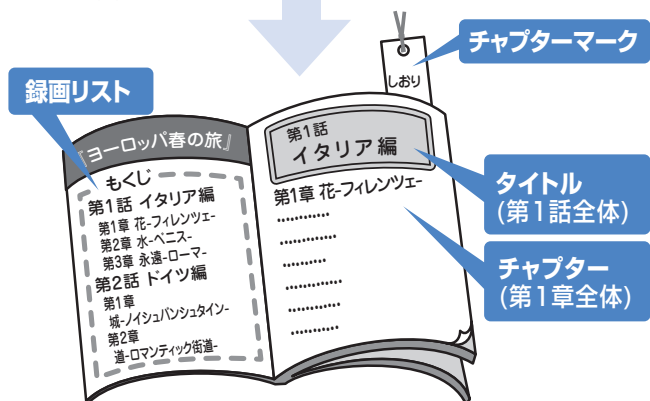 チャプターマーク
しおり
録画リスト
『ヨーロッパ春の旅』
もくじ
第1話 イタリア編
第1章 花-フィレンツェ-
第2章 水-ベニス-
第3章 永遠-ローマ-
第2話 ドイツ編
第1章
城-ノイシュバンシュタイン-
第2章
道-ロマンティック街道-
第1話
イタリア編
第1章 花-フィレンツェ-
............
.............
..........
.............
............
...........
タイトル
(第1話全体)
チャプター
(第1章全体)